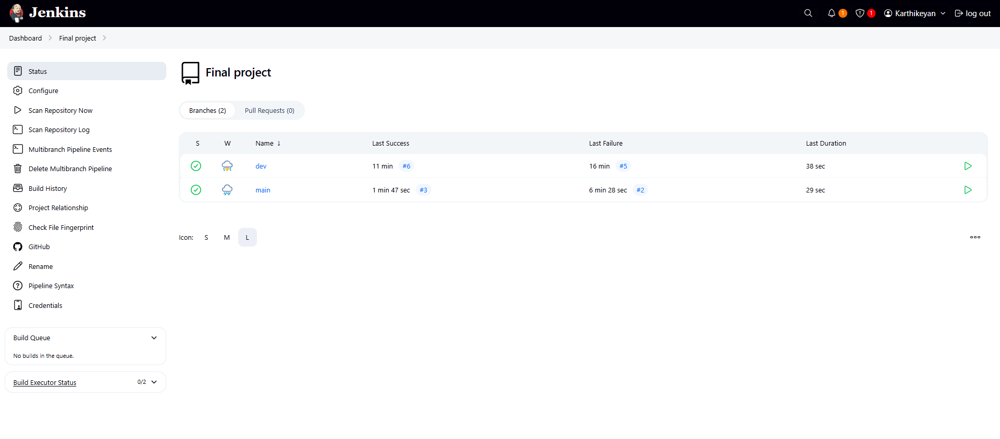 Jenkins
1
1
Karthikeyan
log out
Dashboard
Final project
Status
Configure
Scan Repository Now
Scan Repository Log
Multibranch Pipeline Events
Delete Multibranch Pipeline
Build History
Project Relationship
Check File Fingerprint
GitHub
Rename
Pipeline Syntax
Credentials
Build Queue
No builds in the queue.
Build Executor Status 0/2
Final project
Branches (2) Pull Requests (0)
S W Name ↓ Last Success Last Failure Last Duration
dev 11 min #6 16 min #5 38 sec
main 1 min 47 sec #3 6 min 28 sec #2 29 sec
Icon: S M L